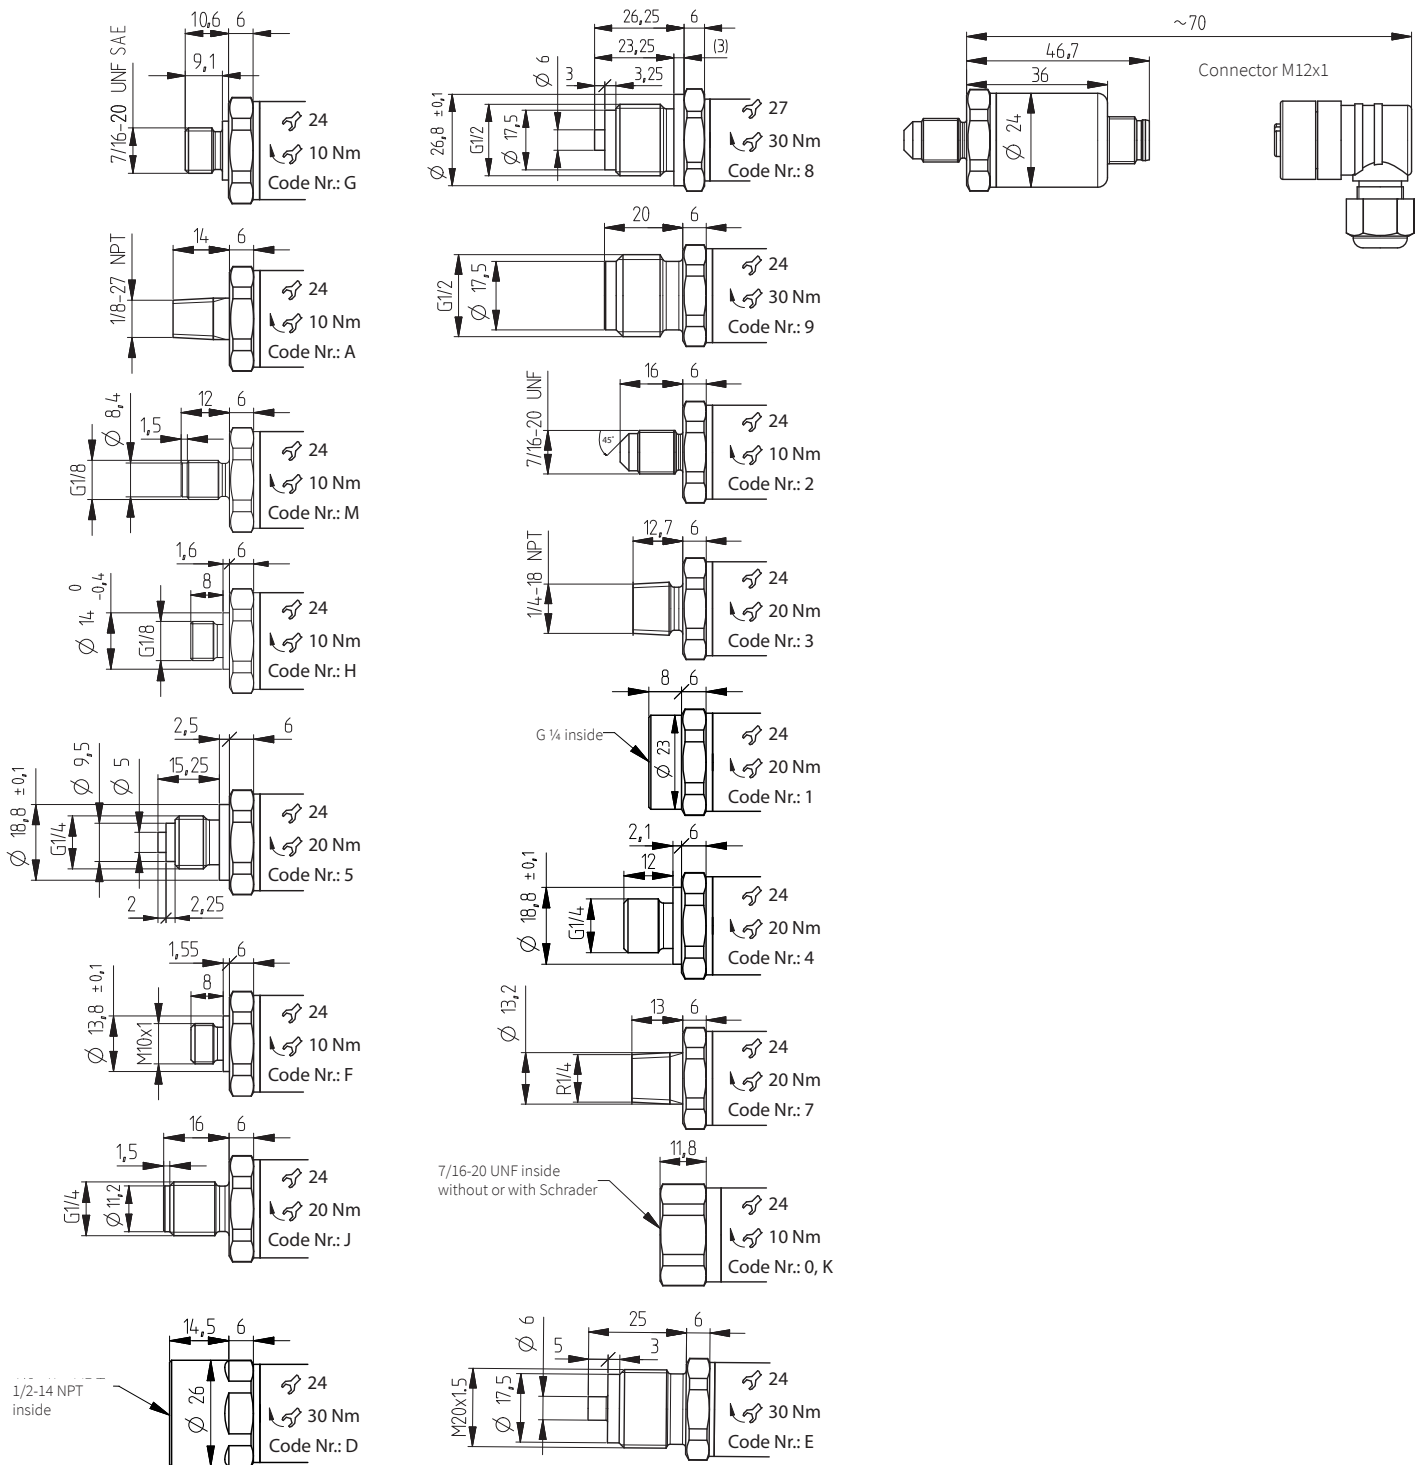 10,6 6
9,1
7/16-20 UNF SAE
24
10 Nm
Code Nr.: G
14 6
1/8-27 NPT
24
10 Nm
Code Nr.: A
12 6
Ø 8,4
1,5
G1/8
24
10 Nm
Code Nr.: M
1,6 6
8
Ø 14 0 -0,4
G1/8
24
10 Nm
Code Nr.: H
2,5 6
15,25
Ø 18,8 ±0,1
G1/4
Ø 9,5
Ø 5
2 2,25
24
20 Nm
Code Nr.: 5
1,55 6
8
Ø 13,8 ±0,1
M10x1
24
10 Nm
Code Nr.: F
16 6
1,5
G1/4
Ø 11,2
24
20 Nm
Code Nr.: J
14,5 6
1/2-14 NPT
inside
Ø 26
24
30 Nm
Code Nr.: D
26,25 6
23,25 (3)
3 3,25
Ø 6
Ø 26,8 ±0,1
G1/2
Ø 17,5
27
30 Nm
Code Nr.: 8
20 6
G1/2
Ø 17,5
24
30 Nm
Code Nr.: 9
16 6
7/16-20 UNF
45°
24
10 Nm
Code Nr.: 2
12,7 6
1/4-18 NPT
24
20 Nm
Code Nr.: 3
8 6
G ¼ inside
Ø 23
24
20 Nm
Code Nr.: 1
2,1 6
12
Ø 18,8 ±0,1
G1/4
24
20 Nm
Code Nr.: 4
13 6
Ø 13,2
R1/4
24
20 Nm
Code Nr.: 7
11,8
7/16-20 UNF inside
without or with Schrader
24
10 Nm
Code Nr.: 0, K
25 6
5 3
Ø 6
M20x1.5
Ø 17,5
24
30 Nm
Code Nr.: E
~70
46,7
36
Ø 24
Connector M12x1